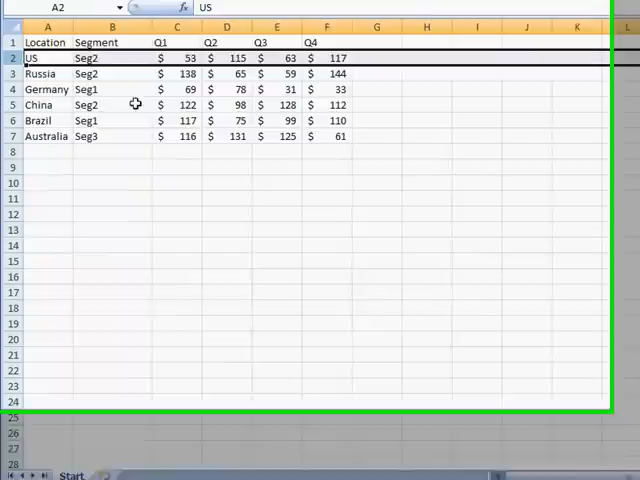 A2 fx US
A B C D E F G H I J K L
1 Location Segment Q1 Q2 Q3 Q4
2 US Seg2 $ 53 $ 115 $ 63 $ 117
3 Russia Seg2 $ 138 $ 65 $ 59 $ 144
4 Germany Seg1 $ 69 $ 78 $ 31 $ 33
5 China Seg2 $ 122 $ 98 $ 128 $ 112
6 Brazil Seg1 $ 117 $ 75 $ 99 $ 110
7 Australia Seg3 $ 116 $ 131 $ 125 $ 61
8
9
10
11
12
13
14
15
16
17
18
19
20
21
22
23
24
25
26
27
28
Start